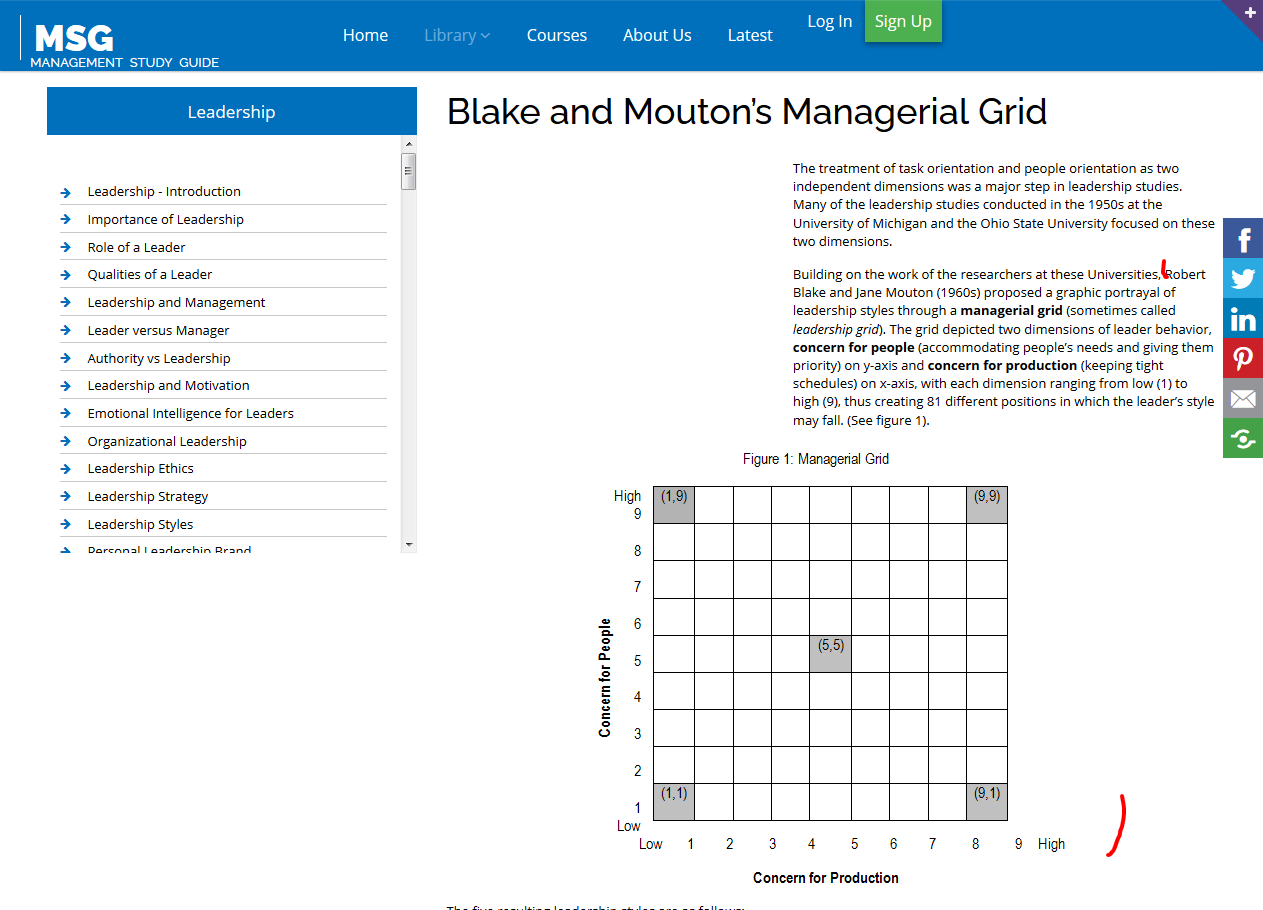 MSG
MANAGEMENT STUDY GUIDE
Home
Library
Courses
About Us
Latest
Log In
Sign Up
Leadership
Leadership - Introduction
Importance of Leadership
Role of a Leader
Qualities of a Leader
Leadership and Management
Leader versus Manager
Authority vs Leadership
Leadership and Motivation
Emotional Intelligence for Leaders
Organizational Leadership
Leadership Ethics
Leadership Strategy
Leadership Styles
Personal Leadership Brand
Blake and Mouton’s Managerial Grid
The treatment of task orientation and people orientation as two
independent dimensions was a major step in leadership studies.
Many of the leadership studies conducted in the 1950s at the
University of Michigan and the Ohio State University focused on these
two dimensions.
Building on the work of the researchers at these Universities, Robert
Blake and Jane Mouton (1960s) proposed a graphic portrayal of
leadership styles through a managerial grid (sometimes called
leadership grid). The grid depicted two dimensions of leader behavior,
concern for people (accommodating people’s needs and giving them
priority) on y-axis and concern for production (keeping tight
schedules) on x-axis, with each dimension ranging from low (1) to
high (9), thus creating 81 different positions in which the leader’s style
may fall. (See figure 1).
Figure 1: Managerial Grid
High
9
(1,9)
(9,9)
8
7
6
Concern for People
5
(5,5)
4
3
2
1
(1,1)
(9,1)
Low
Low 1 2 3 4 5 6 7 8 9 High
Concern for Production
The five resulting leadership styles are as follows: